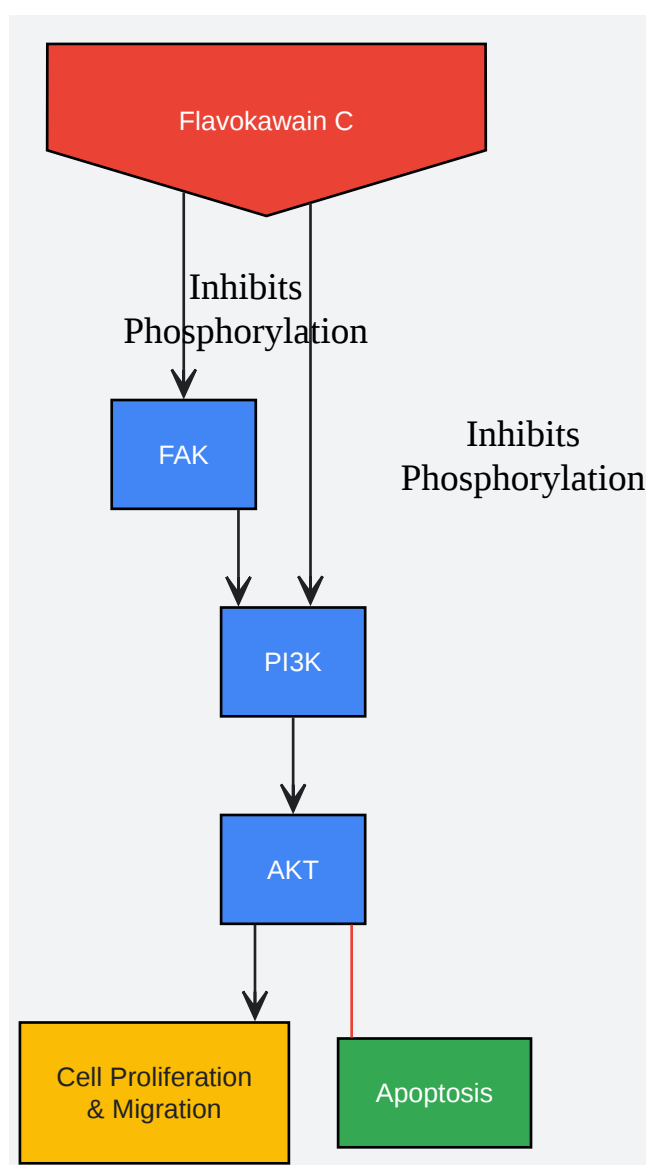 Flavokawain C
Inhibits
Phosphorylation
FAK
Inhibits
Phosphorylation
PI3K
AKT
Cell Proliferation
& Migration
Apoptosis